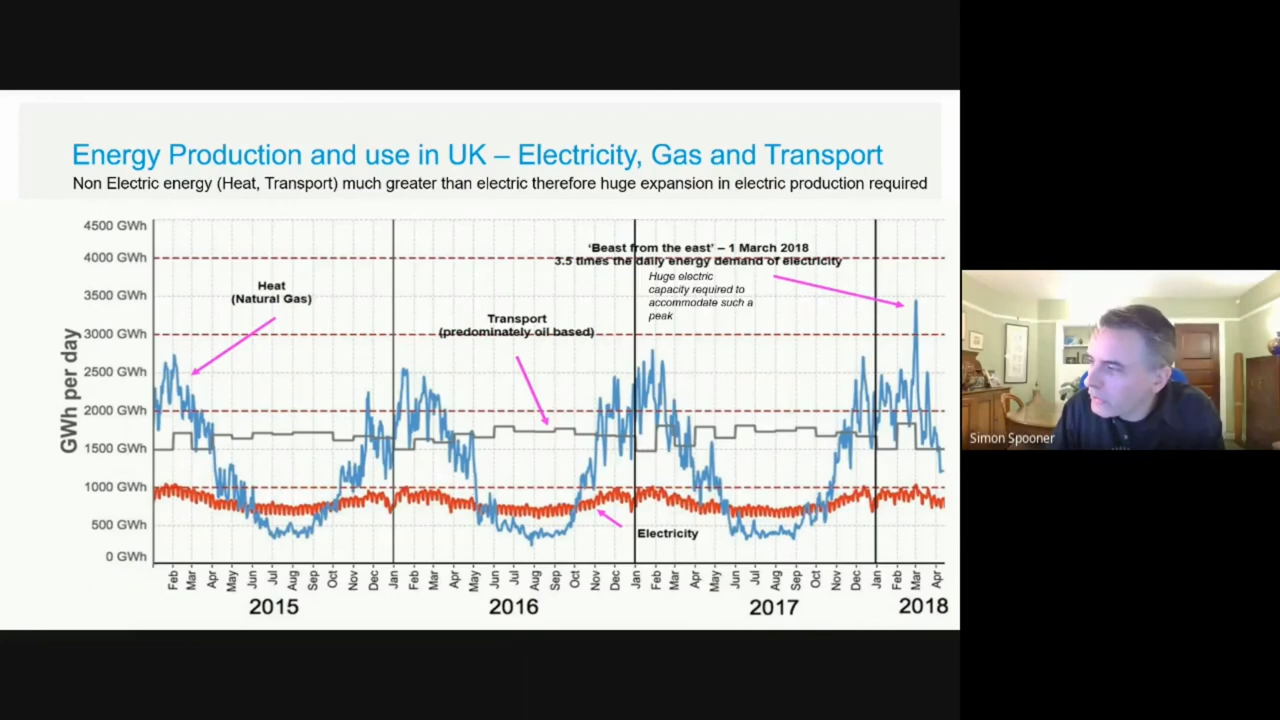 Energy Production and use in UK – Electricity, Gas and Transport
Non Electric energy (Heat, Transport) much greater than electric therefore huge expansion in electric production required
4500 GWh
4000 GWh
3500 GWh
3000 GWh
2500 GWh
2000 GWh
1500 GWh
1000 GWh
500 GWh
0 GWh
GWh per day
Heat
(Natural Gas)
Transport
(predominately oil based)
'Beast from the east' – 1 March 2018
3.5 times the daily energy demand of electricity
Huge electric
capacity required to
accommodate such a
peak
Electricity
Feb Mar Apr May Jun Jul Aug Sep Oct Nov Dec Jan Feb Mar Apr May Jun Jul Aug Sep Oct Nov Dec Jan Feb Mar Apr May Jun Jul Aug Sep Oct Nov Dec Jan Feb Mar Apr
2015 2016 2017 2018
Simon Spooner